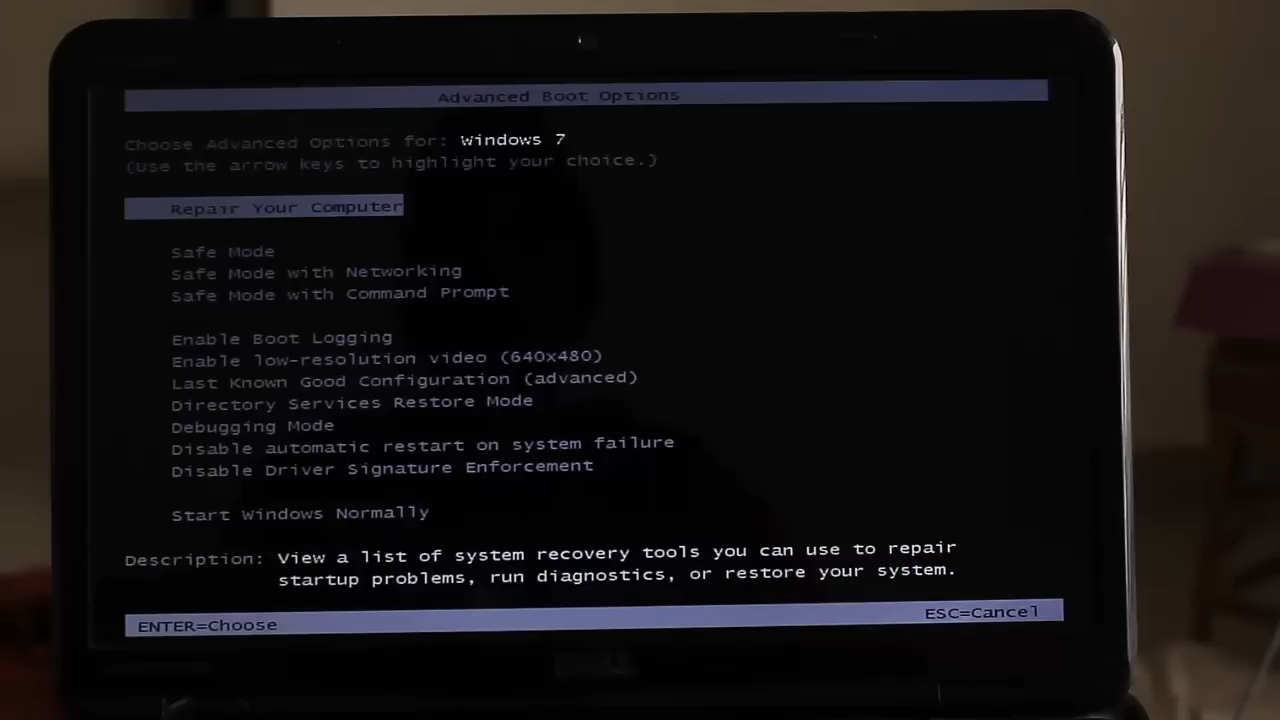 Advanced Boot Options
Choose Advanced Options for: Windows 7
(Use the arrow keys to highlight your choice.)
Repair Your Computer
Safe Mode
Safe Mode with Networking
Safe Mode with Command Prompt
Enable Boot Logging
Enable low-resolution video (640x480)
Last Known Good Configuration (advanced)
Directory Services Restore Mode
Debugging Mode
Disable automatic restart on system failure
Disable Driver Signature Enforcement
Start Windows Normally
Description: View a list of system recovery tools you can use to repair
startup problems, run diagnostics, or restore your system.
ENTER=Choose ESC=Cancel
DELL